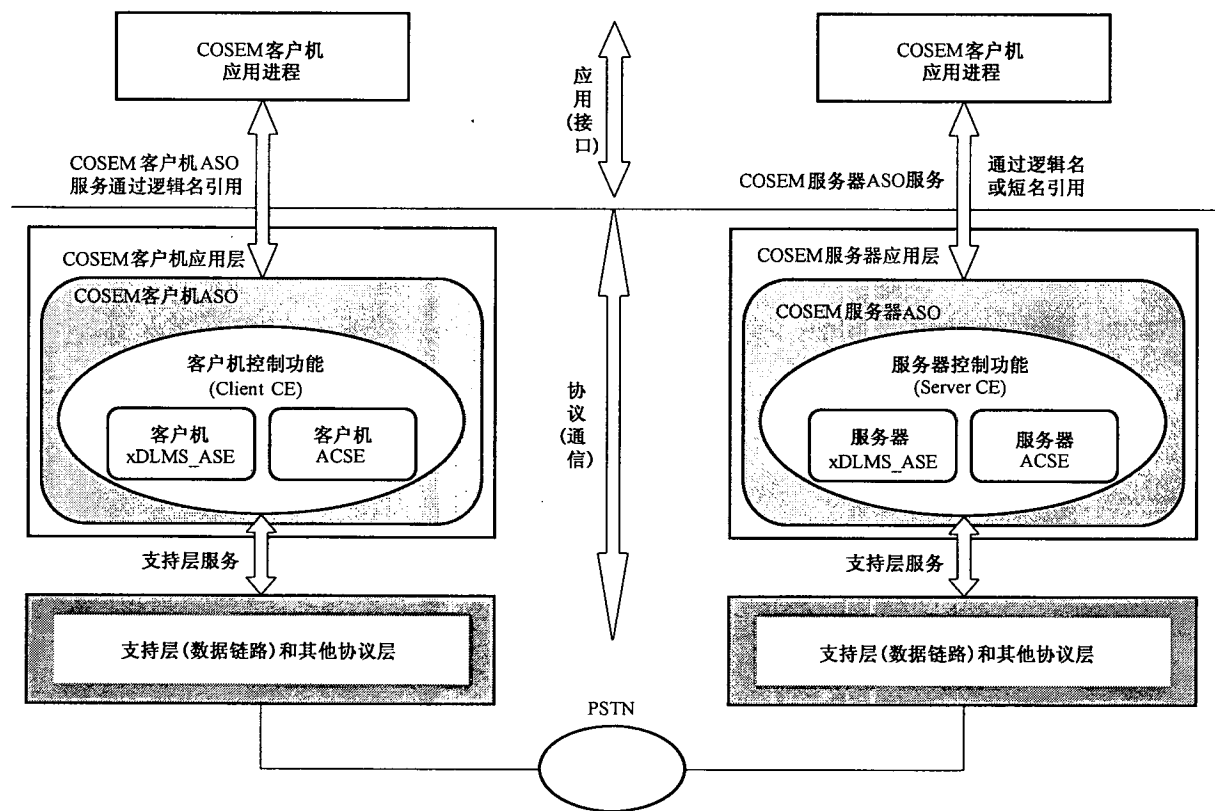 COSEM客户机
应用进程
COSEM客户机
应用进程
应用(接口)
COSEM客户机ASO
服务通过逻辑名引用
COSEM服务器ASO服务
通过逻辑名
或短名引用
COSEM客户机应用层
COSEM客户机ASO
客户机控制功能
(Client CE)
客户机
xDLMS_ASE
客户机
ACSE
协议(通信)
COSEM服务器应用层
COSEM服务器ASO
服务器控制功能
(Server CE)
服务器
xDLMS_ASE
服务器
ACSE
支持层服务
支持层服务
支持层(数据链路)和其他协议层
支持层(数据链路)和其他协议层
PSTN